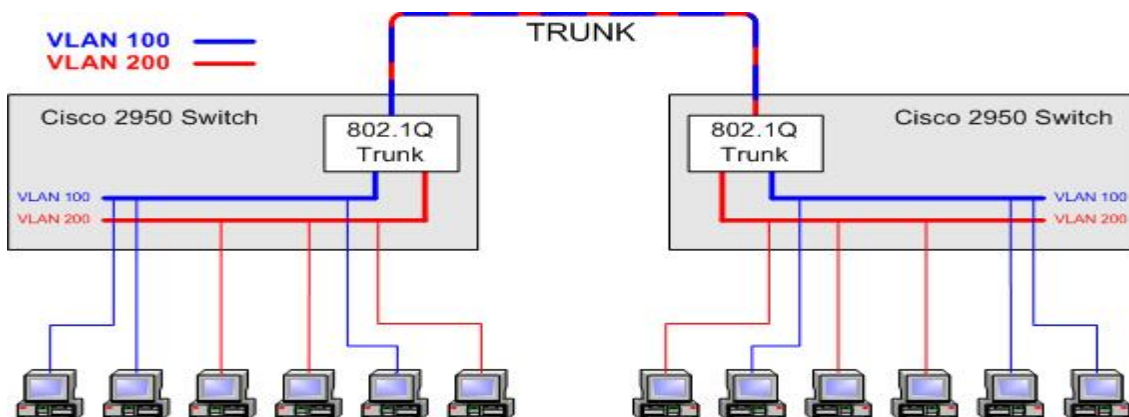 TRUNK
VLAN 100
VLAN 200
Cisco 2950 Switch
802.1Q
Trunk
VLAN 100
VLAN 200
802.1Q
Trunk
Cisco 2950 Switch
VLAN 100
VLAN 200